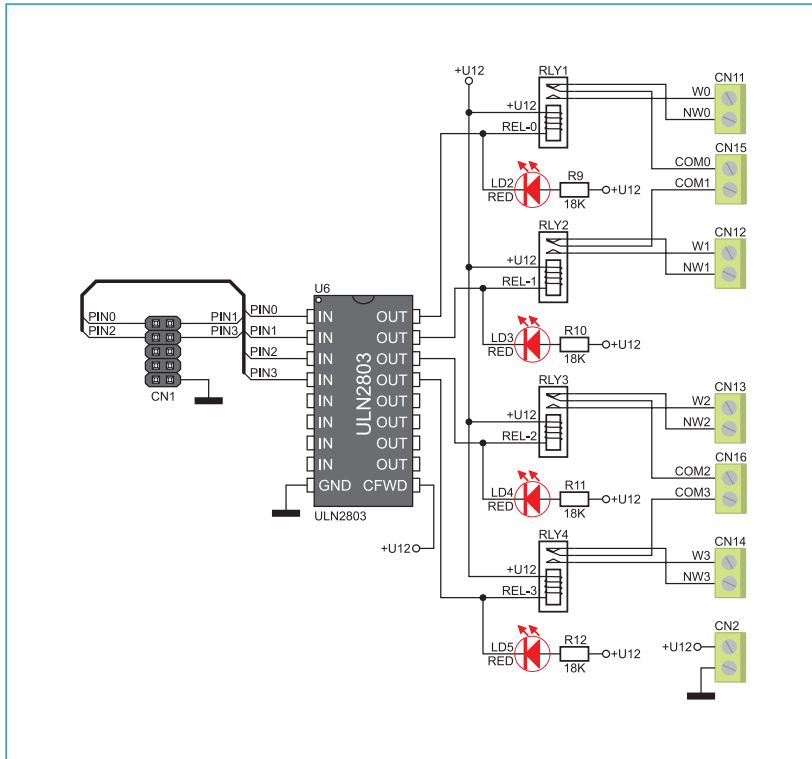 +U12
RLY1
CN11
W0
+U12
NW0
REL-0
CN15
COM0
LD2
R9
COM1
RED
18K
+U12
RLY2
CN12
W1
+U12
NW1
REL-1
U6
PIN0
PIN0
PIN1
IN
OUT
PIN2
PIN3
PIN1
IN
OUT
LD3
R10
RED
18K
+U12
PIN2
IN
OUT
PIN3
IN
OUT
CN1
ULN2803
RLY3
CN13
IN
OUT
W2
+U12
IN
OUT
NW2
REL-2
IN
OUT
CN16
IN
OUT
COM2
GND
CFWD
LD4
R11
COM3
RED
18K
+U12
ULN2803
RLY4
CN14
+U12
W3
+U12
NW3
REL-3
CN2
LD5
R12
+U12
+U12
RED
18K